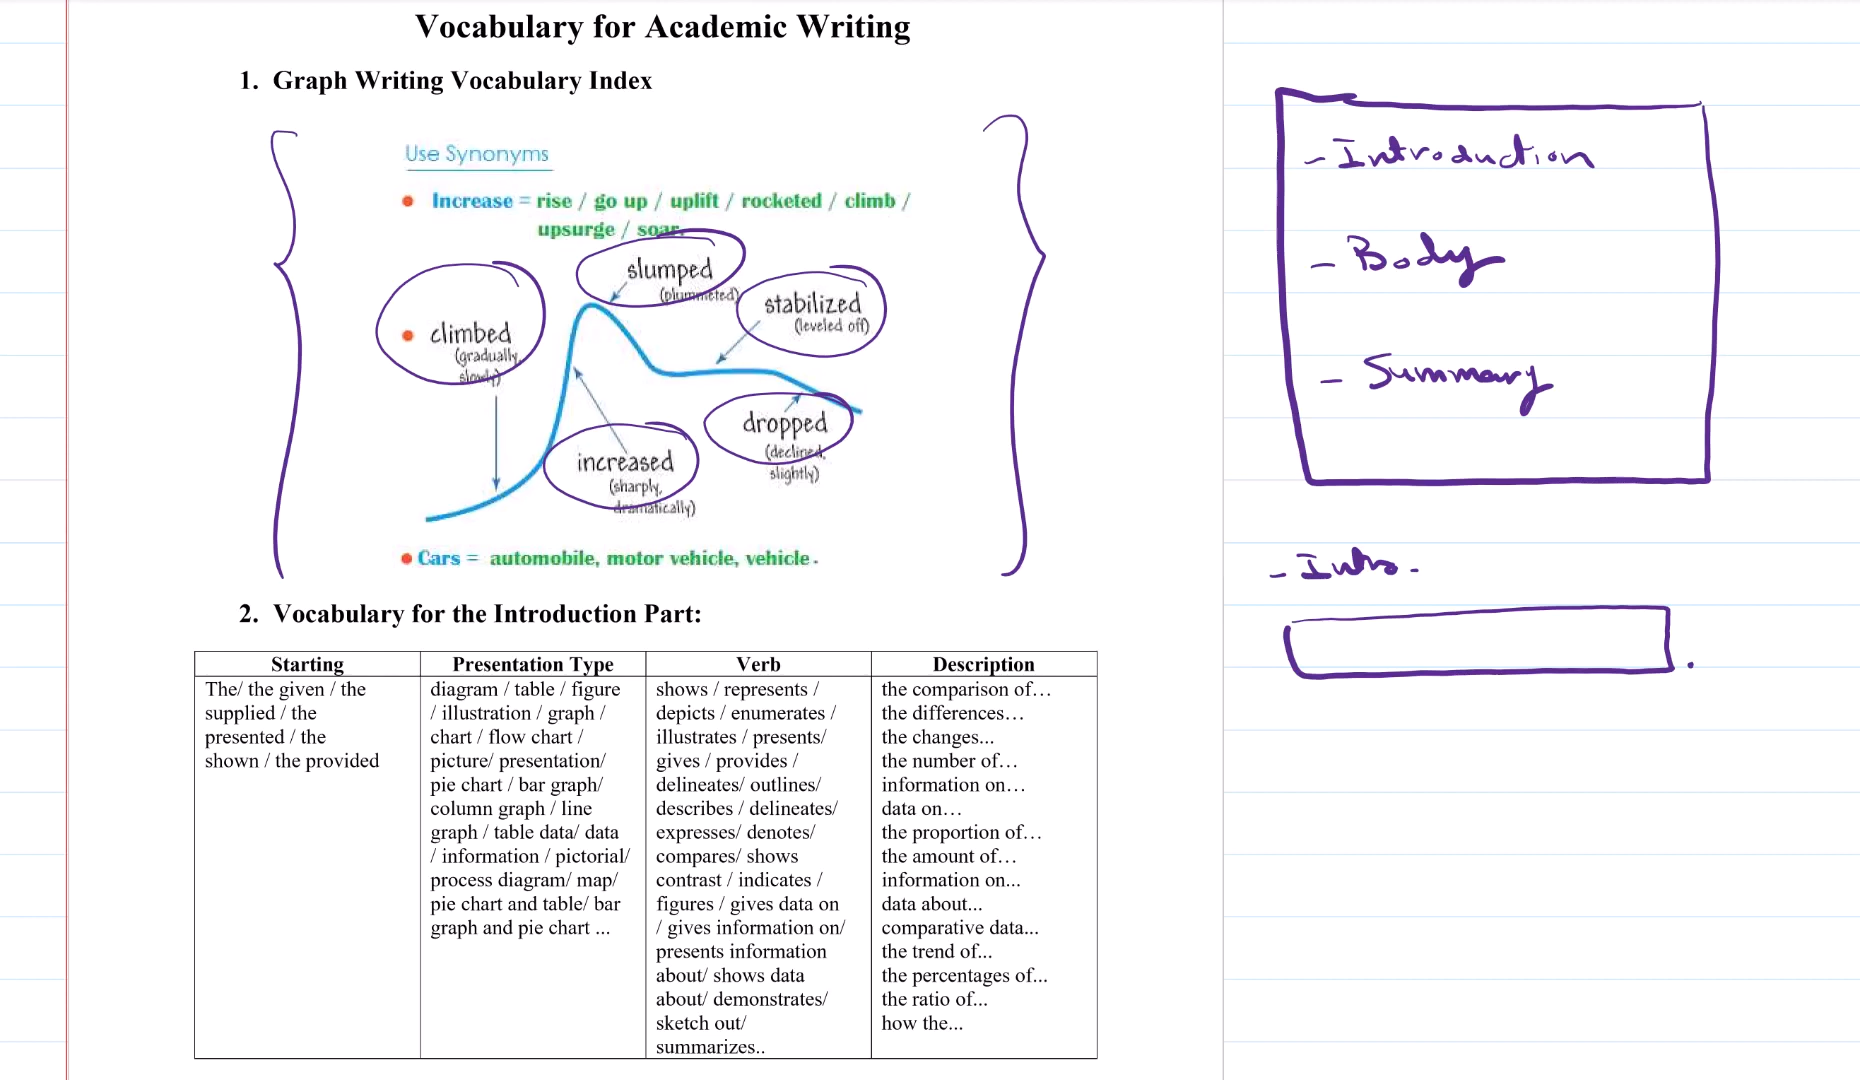 Vocabulary for Academic Writing
1. Graph Writing Vocabulary Index
Use Synonyms
Increase = rise / go up / uplift / rocketed / climb /
upsurge / soar.
slumped
(plummeted)
stabilized
(leveled off)
climbed
(gradually,
slowly)
dropped
(declined,
slightly)
increased
(sharply,
dramatically)
Cars = automobile, motor vehicle, vehicle.
2. Vocabulary for the Introduction Part:
Starting
The/ the given / the
supplied / the
presented / the
shown / the provided
Presentation Type
diagram / table / figure
/ illustration / graph /
chart / flow chart /
picture/ presentation/
pie chart / bar graph/
column graph / line
graph / table data/ data
/ information / pictorial/
process diagram/ map/
pie chart and table/ bar
graph and pie chart ...
Verb
shows / represents /
depicts / enumerates /
illustrates / presents/
gives / provides /
delineates/ outlines/
describes / delineates/
expresses/ denotes/
compares/ shows
contrast / indicates /
figures / gives data on
/ gives information on/
presents information
about/ shows data
about/ demonstrates/
sketch out/
summarizes..
Description
the comparison of…
the differences…
the changes...
the number of…
information on…
data on…
the proportion of…
the amount of…
information on...
data about...
comparative data...
the trend of...
the percentages of...
the ratio of...
how the...
- Introduction
- Body
- Summary
- Intro.